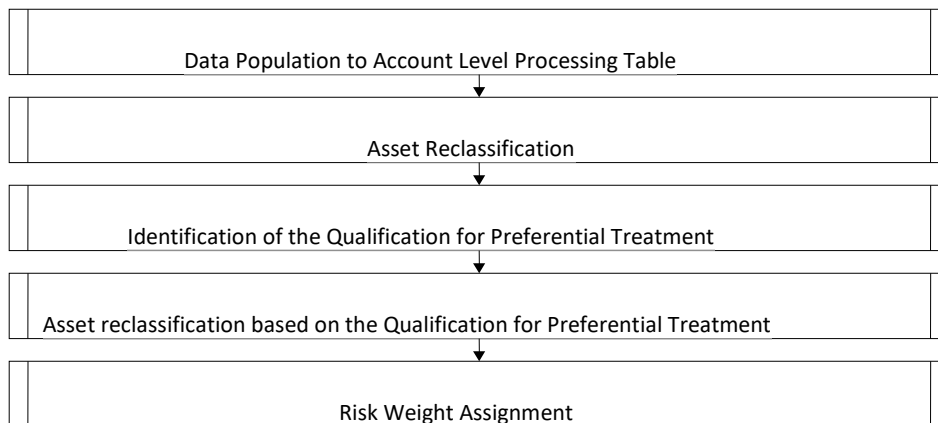 Data Population to Account Level Processing Table
Asset Reclassification
Identification of the Qualification for Preferential Treatment
Asset reclassification based on the Qualification for Preferential Treatment
Risk Weight Assignment